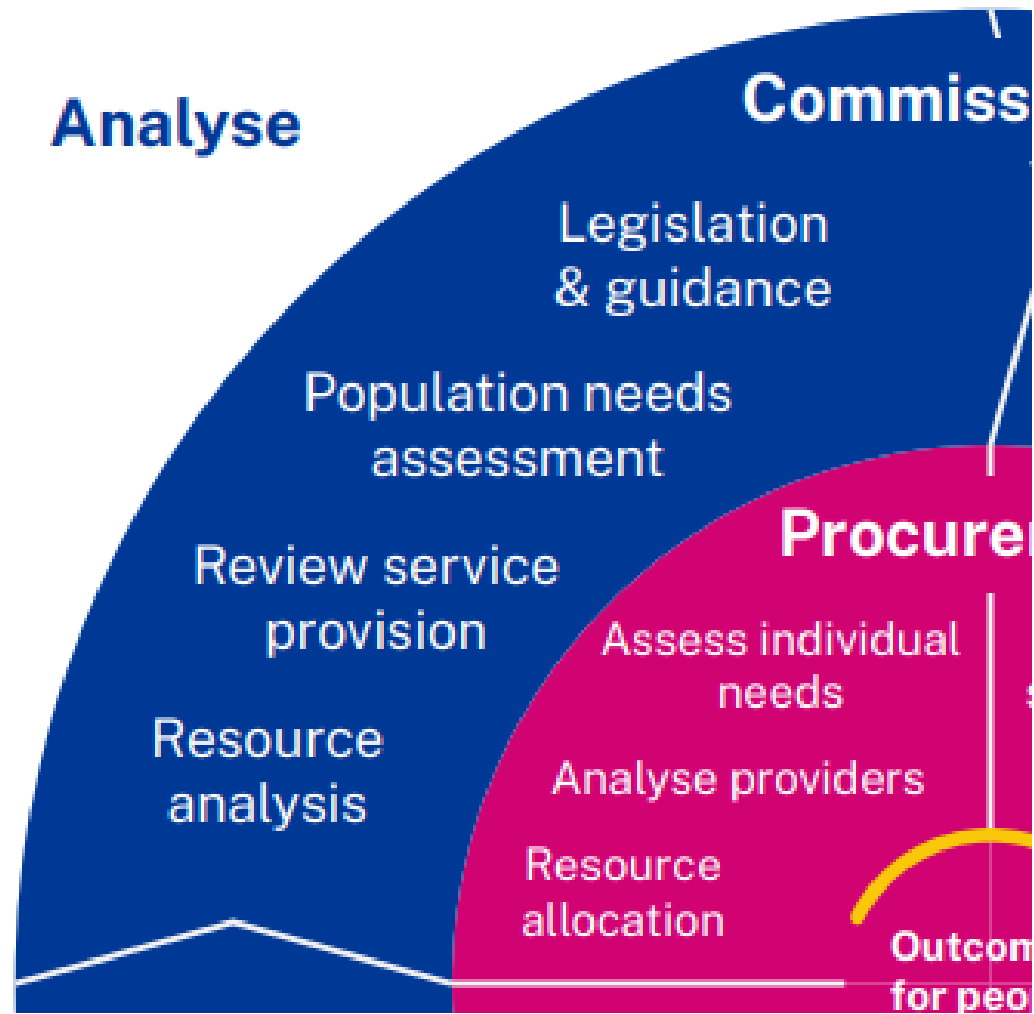 Analyse
Commiss
Legislation
& guidance
Population needs
assessment
Review service
provision
Resource
analysis
Procure
Assess individual
needs
Analyse providers
Resource
allocation
Outcom
for peo